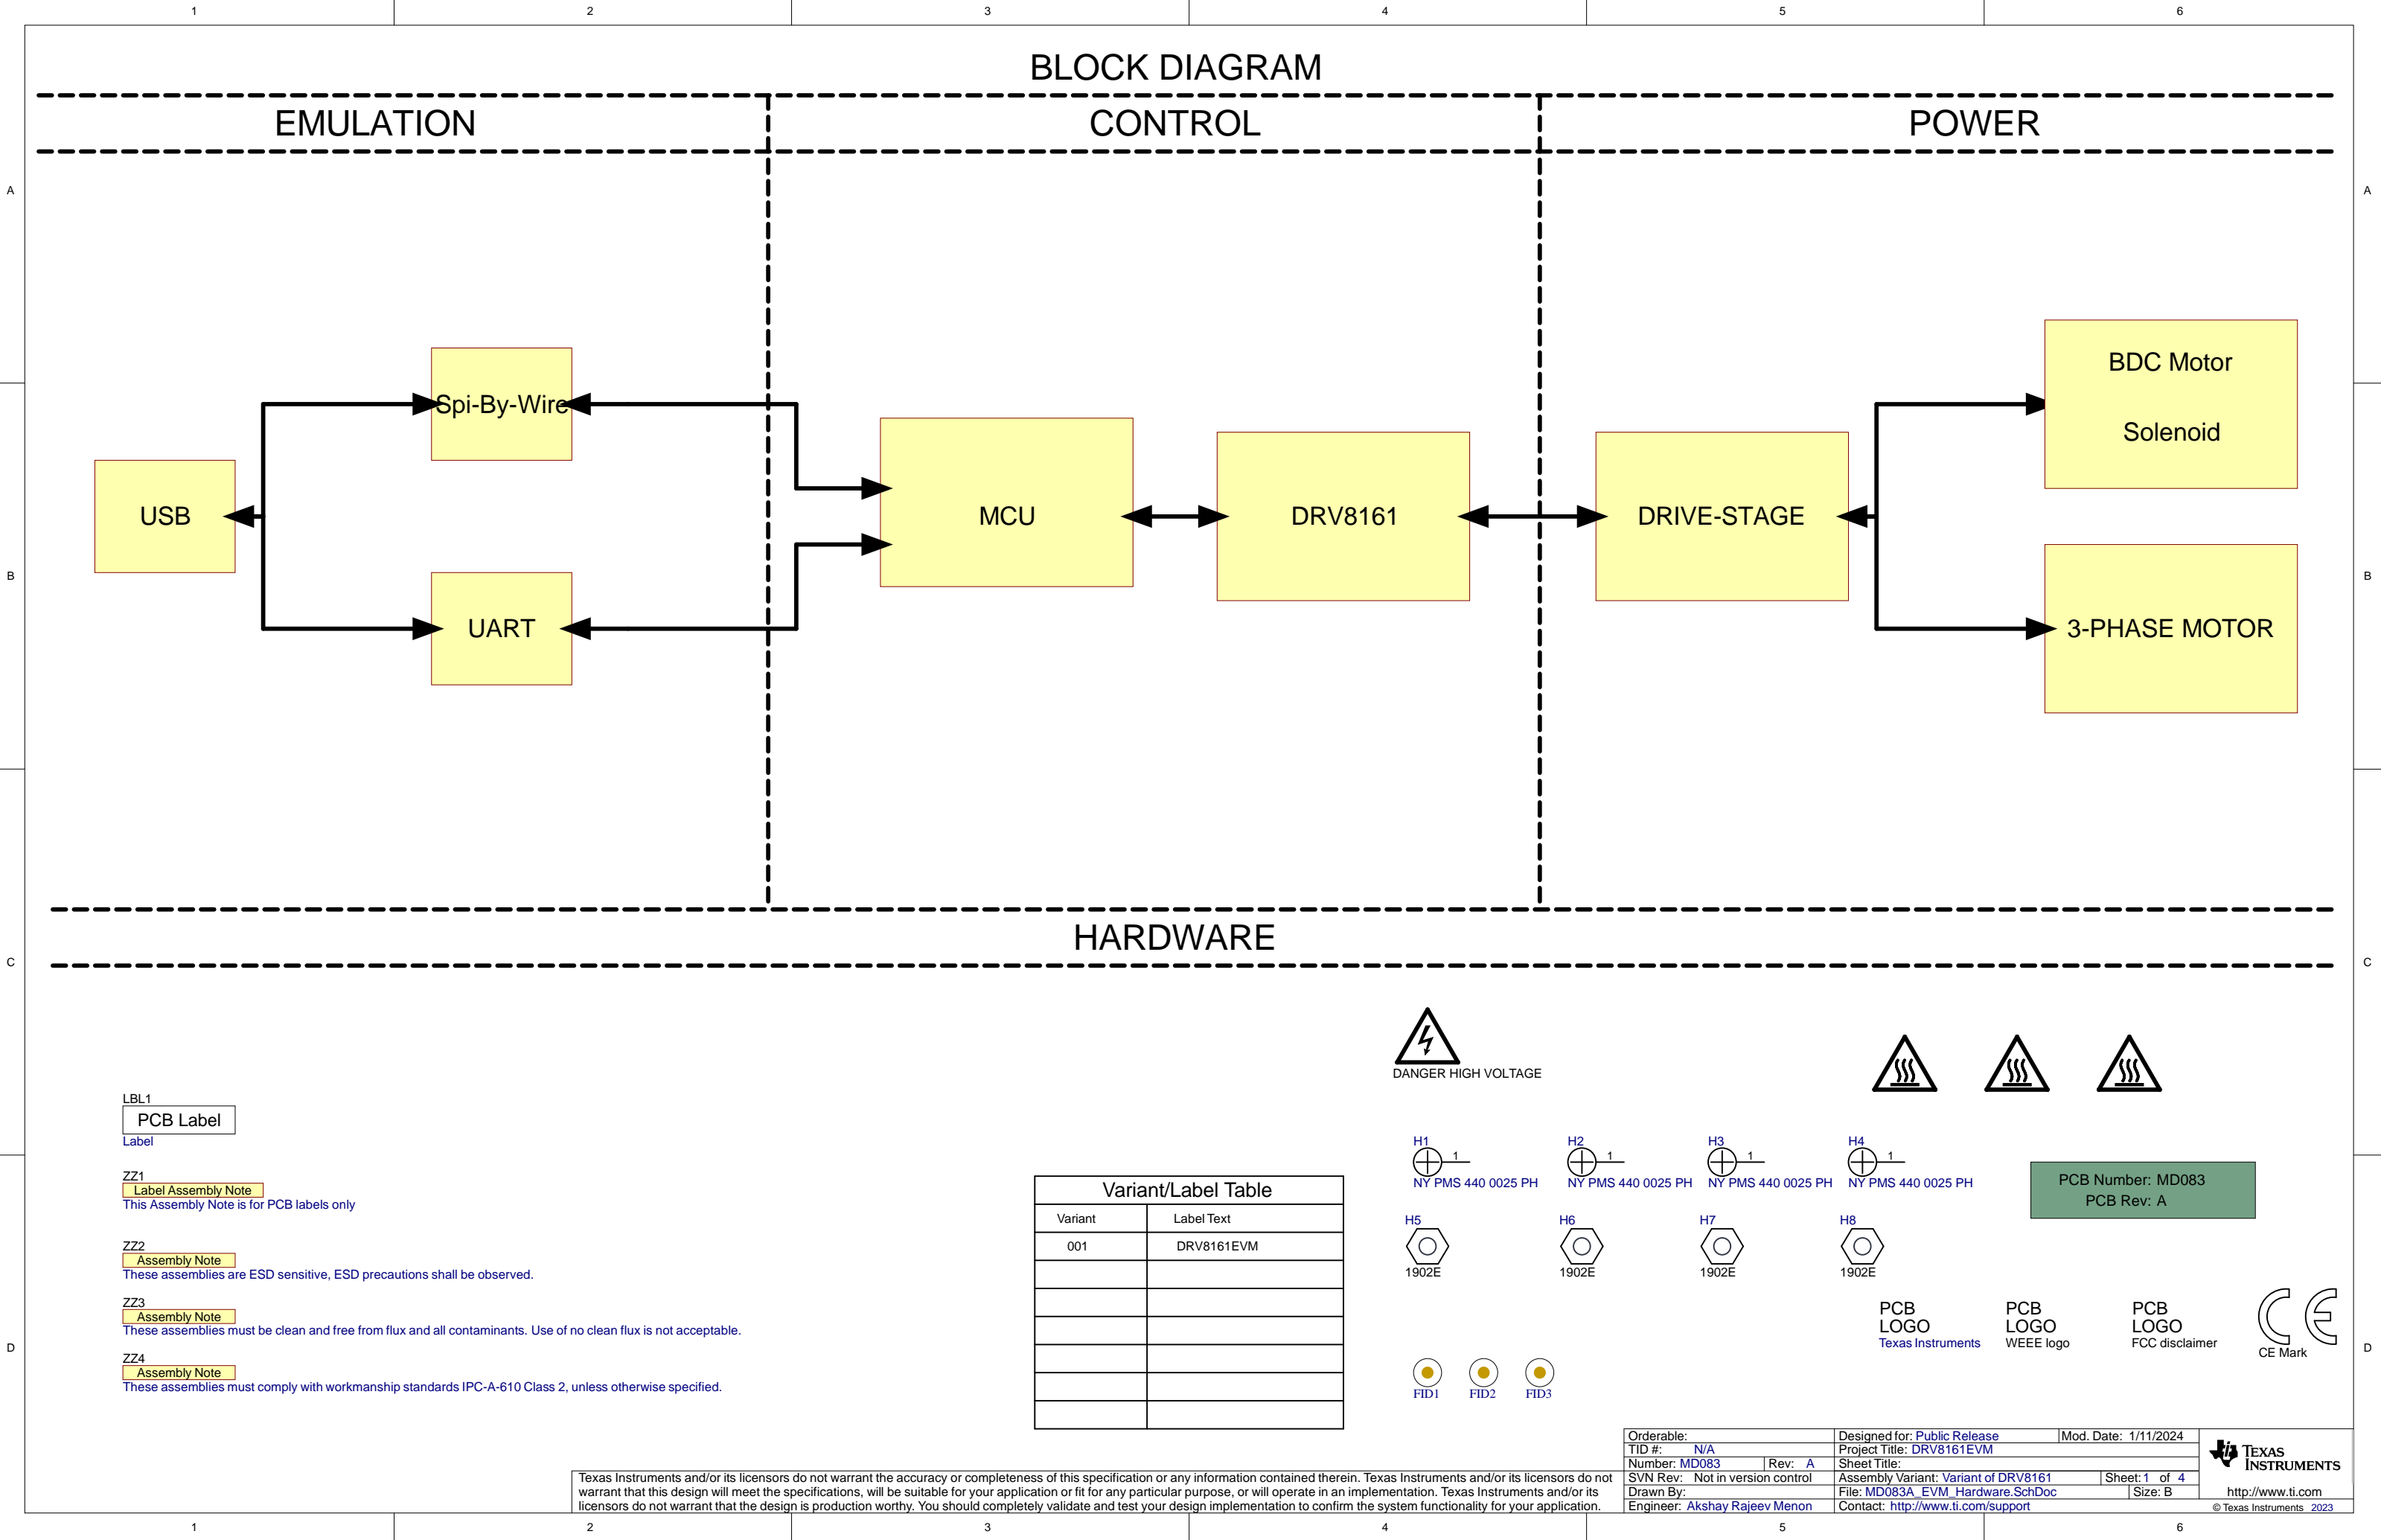 1 2 3 4 5 6
BLOCK DIAGRAM
EMULATION CONTROL POWER
A A
BDC Motor
Solenoid
Spi-By-Wire
USB MCU DRV8161 DRIVE-STAGE
UART 3-PHASE MOTOR
B B
HARDWARE
C C
DANGER HIGH VOLTAGE
LBL1
PCB Label
Label
ZZ1
Label Assembly Note
This Assembly Note is for PCB labels only
ZZ2
Assembly Note
These assemblies are ESD sensitive, ESD precautions shall be observed.
ZZ3
Assembly Note
These assemblies must be clean and free from flux and all contaminants. Use of no clean flux is not acceptable.
ZZ4
Assembly Note
These assemblies must comply with workmanship standards IPC-A-610 Class 2, unless otherwise specified.
Variant/Label Table
Variant Label Text
001 DRV8161EVM
H1 H2 H3 H4
1 1 1 1
NY PMS 440 0025 PH NY PMS 440 0025 PH NY PMS 440 0025 PH NY PMS 440 0025 PH
H5 H6 H7 H8
1902E 1902E 1902E 1902E
FID1 FID2 FID3
PCB Number: MD083
PCB Rev: A
PCB LOGO
Texas Instruments
PCB LOGO
WEEE logo
PCB LOGO
FCC disclaimer
CE
CE Mark
D D
Texas Instruments and/or its licensors do not warrant the accuracy or completeness of this specification or any information contained therein. Texas Instruments and/or its licensors do not
warrant that this design will meet the specifications, will be suitable for your application or fit for any particular purpose, or will operate in an implementation. Texas Instruments and/or its
licensors do not warrant that the design is production worthy. You should completely validate and test your design implementation to confirm the system functionality for your application.
Orderable: Designed for: Public Release Mod. Date: 1/11/2024
TID #: N/A Project Title: DRV8161EVM
Number: MD083 Rev: A Sheet Title:
SVN Rev: Not in version control Assembly Variant: Variant of DRV8161 Sheet: 1 of 4
Drawn By: File: MD083A_EVM_Hardware.SchDoc Size: B
Engineer: Akshay Rajeev Menon Contact: http://www.ti.com/support
TEXAS INSTRUMENTS
http://www.ti.com
© Texas Instruments 2023
1 2 3 4 5 6